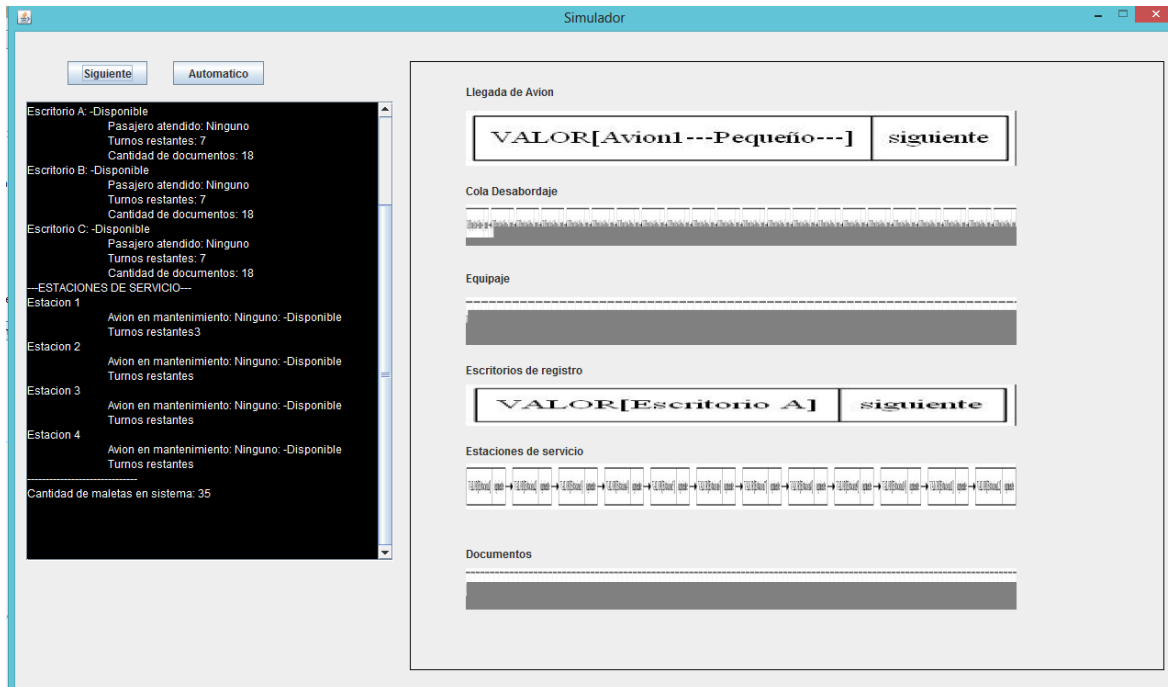 Simulador
Siguiente
Automatico
Escritorio A: -Disponible
Pasajero atendido: Ninguno
Turnos restantes: 7
Cantidad de documentos: 18
Escritorio B: -Disponible
Pasajero atendido: Ninguno
Turnos restantes: 7
Cantidad de documentos: 18
Escritorio C: -Disponible
Pasajero atendido: Ninguno
Turnos restantes: 7
Cantidad de documentos: 18
---ESTACIONES DE SERVICIO---
Estacion 1
Avion en mantenimiento: Ninguno: -Disponible
Turnos restantes3
Estacion 2
Avion en mantenimiento: Ninguno: -Disponible
Turnos restantes
Estacion 3
Avion en mantenimiento: Ninguno: -Disponible
Turnos restantes
Estacion 4
Avion en mantenimiento: Ninguno: -Disponible
Turnos restantes
------------------------------
Cantidad de maletas en sistema: 35
Llegada de Avion
VALOR[Avion1---Pequeño---] siguiente
Cola Desabordaje
Equipaje
Escritorios de registro
VALOR[Escritorio A] siguiente
Estaciones de servicio
Documentos